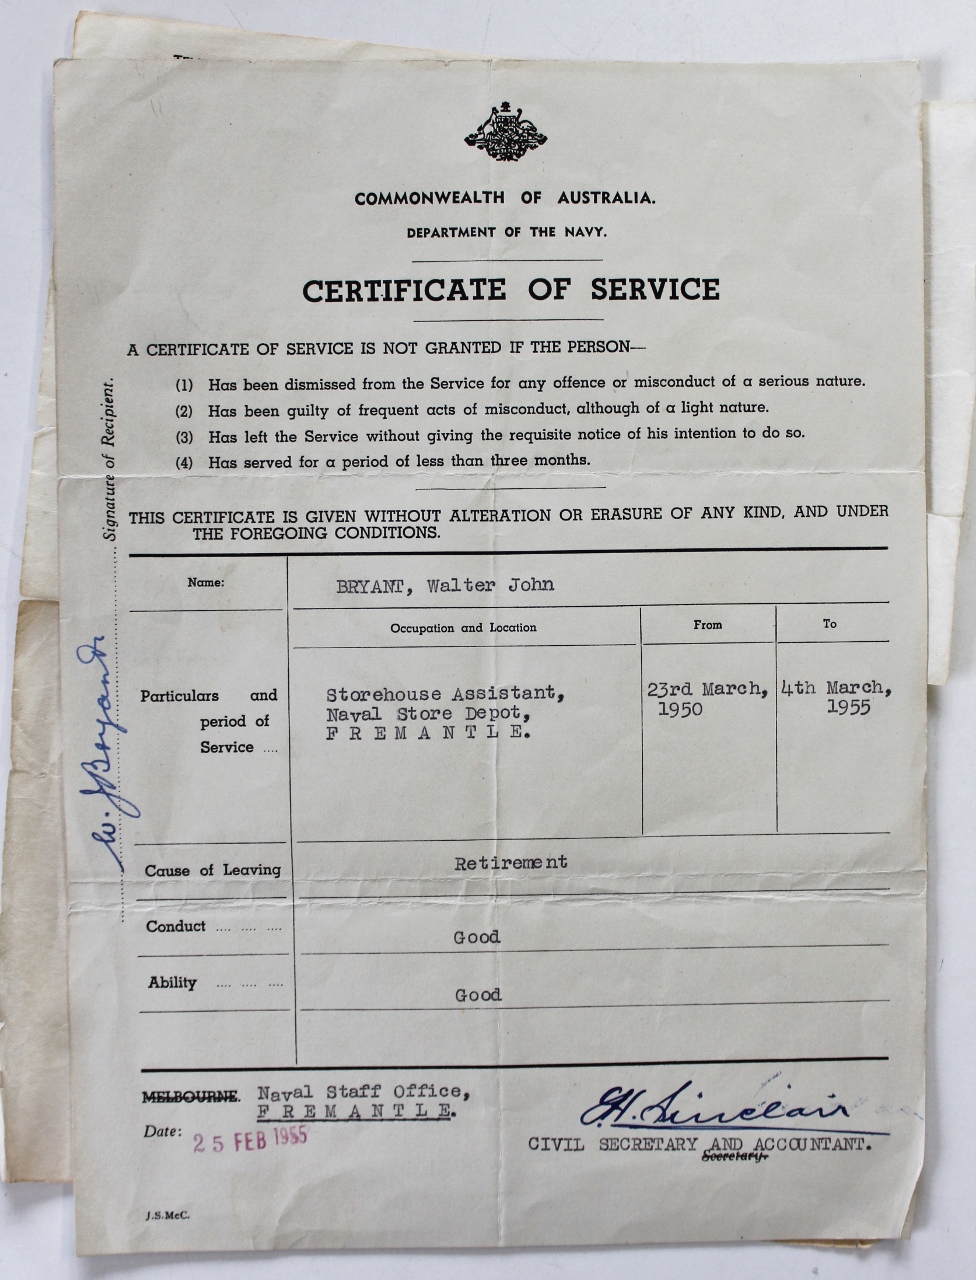 COMMONWEALTH OF AUSTRALIA.
DEPARTMENT OF THE NAVY.
CERTIFICATE OF SERVICE
A CERTIFICATE OF SERVICE IS NOT GRANTED IF THE PERSON—
(1) Has been dismissed from the Service for any offence or misconduct of a serious nature.
(2) Has been guilty of frequent acts of misconduct, although of a light nature.
(3) Has left the Service without giving the requisite notice of his intention to do so.
(4) Has served for a period of less than three months.
THIS CERTIFICATE IS GIVEN WITHOUT ALTERATION OR ERASURE OF ANY KIND, AND UNDER
THE FOREGOING CONDITIONS.
Name: BRYANT, Walter John
Occupation and Location From To
Particulars and
period of
Service ....
Storehouse Assistant,
Naval Store Depot,
F R E M A N T L E.
23rd March,
1950
4th March,
1955
Cause of Leaving Retirement
Conduct .... .... .... Good
Ability .... .... .... Good
MELBOURNE. Naval Staff Office,
F R E M A N T L E.
Date: 25 FEB 1955
Sinclair
CIVIL SECRETARY AND ACCOUNTANT.
Secretary.
J.S.McC.
W. J Bryant
Signature of Recipient.